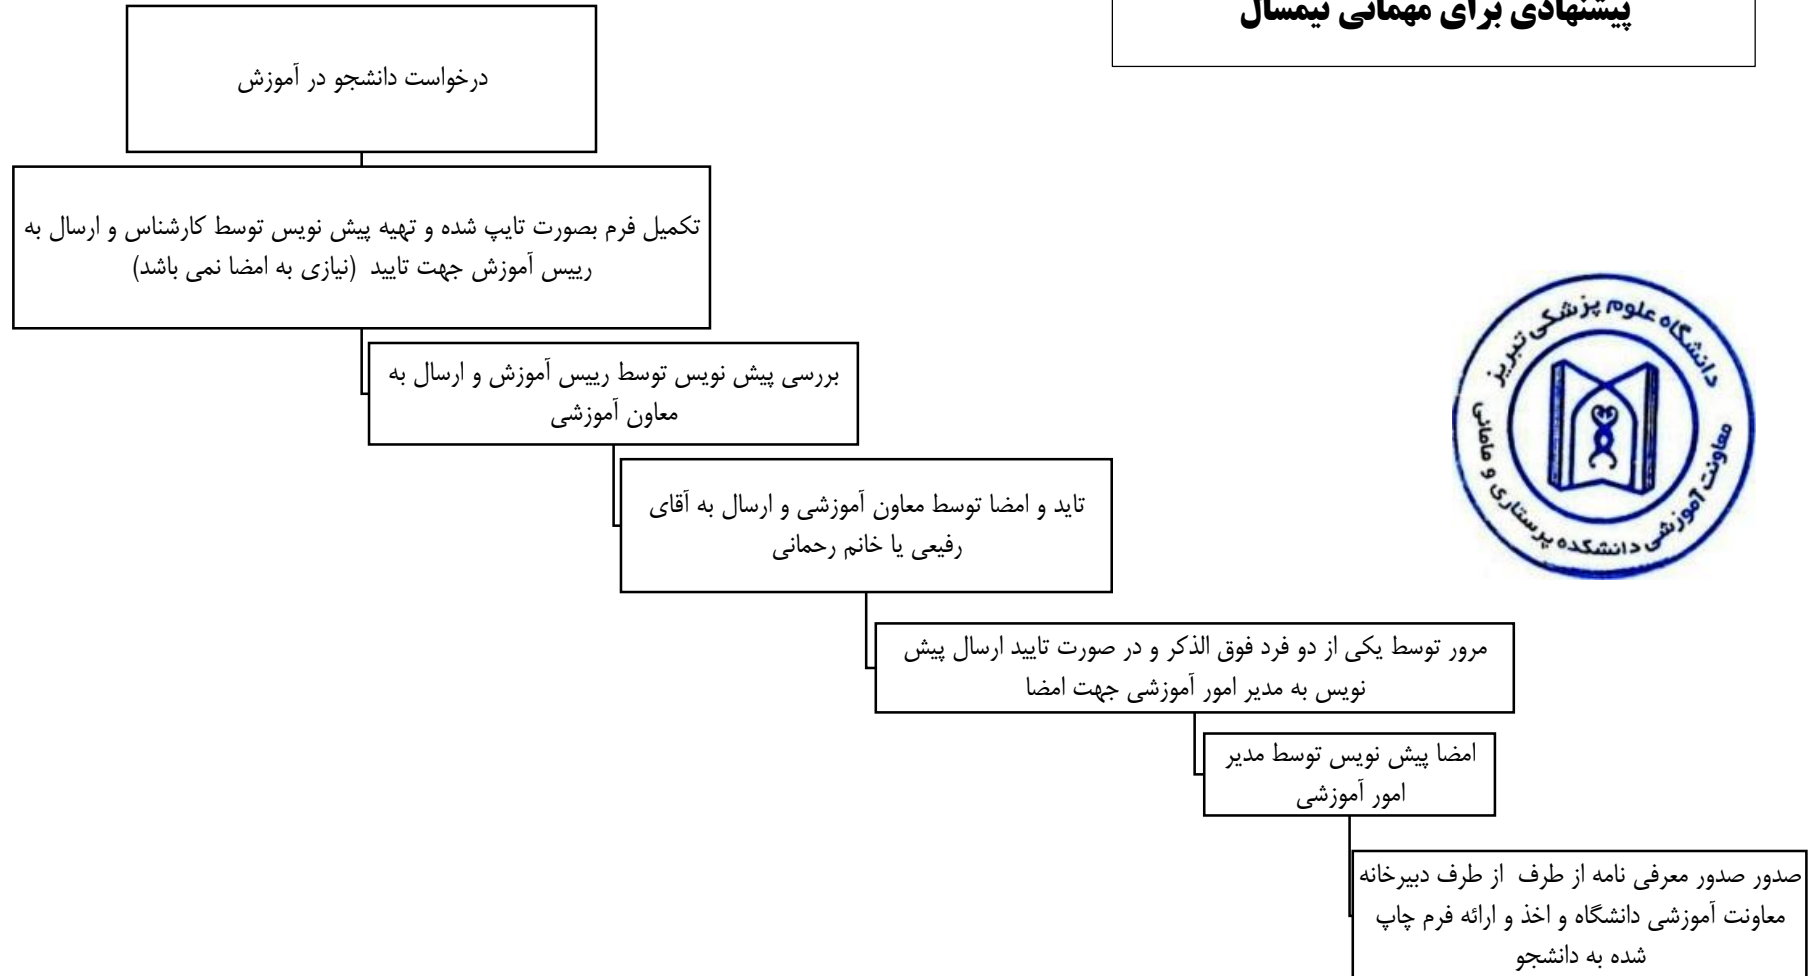 پیشنهادی برای مهمانی نیمسال
درخواست دانشجو در آموزش
تکمیل فرم بصورت تایپ شده و تهیه پیش نویس توسط کارشناس و ارسال به
رییس آموزش جهت تایید (نیازی به امضا نمی باشد)
بررسی پیش نویس توسط رییس آموزش و ارسال به
معاون آموزشی
تاید و امضا توسط معاون آموزشی و ارسال به آقای
رفیعی یا خانم رحمانی
مرور توسط یکی از دو فرد فوق الذکر و در صورت تایید ارسال پیش
نویس به مدیر امور آموزشی جهت امضا
امضا پیش نویس توسط مدیر
امور آموزشی
صدور صدور معرفی نامه از طرف از طرف دبیرخانه
معاونت آموزشی دانشگاه و اخذ و ارائه فرم چاپ
شده به دانشجو
دانشگاه علوم پزشکی تبریز
معاونت آموزشی دانشکده پرستاری و مامائی